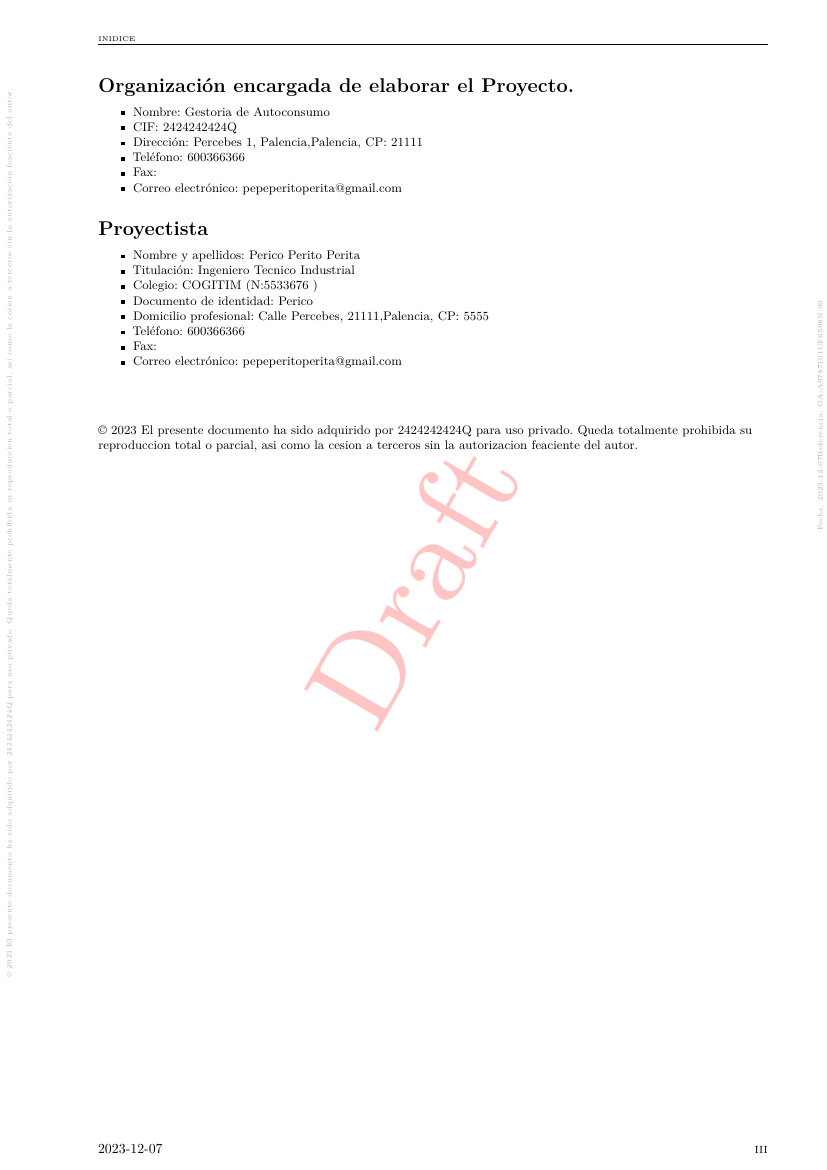 INIDICE
Organización encargada de elaborar el Proyecto.
Nombre: Gestoria de Autoconsumo
CIF: 2424242424Q
Dirección: Percebes 1, Palencia,Palencia, CP: 21111
Teléfono: 600366366
Fax:
Correo electrónico: pepeperitoperita@gmail.com
Proyectista
Nombre y apellidos: Perico Perito Perita
Titulación: Ingeniero Tecnico Industrial
Colegio: COGITIM (N:5533676 )
Documento de identidad: Perico
Domicilio profesional: Calle Percebes, 21111,Palencia, CP: 5555
Teléfono: 600366366
Fax:
Correo electrónico: pepeperitoperita@gmail.com
© 2023 El presente documento ha sido adquirido por 2424242424Q para uso privado. Queda totalmente prohibida su
reproduccion total o parcial, asi como la cesion a terceros sin la autorizacion feaciente del autor.
Draft
© 2023 El presente documento ha sido adquirido por 2424242424Q para uso privado. Queda totalmente prohibida su reproduccion total o parcial, asi como la cesion a terceros sin la autorizacion feaciente del autor
Fecha: 2023-12-07Referencia:
2023-12-07
III